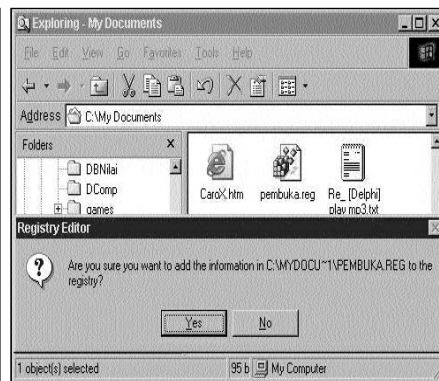 Exploring - My Documents
File Edit View Go Favorites Tools Help
Address C:\My Documents
Folders x
DBNilai
DComp
games
CaroX.htm pembuka.reg Re_ [Delphi]
play mp3.txt
Registry Editor
Are you sure you want to add the information in C:\MYDOCU~1\PEMBUKA.REG to the
registry?
Yes No
1 object(s) selected 95 b My Computer